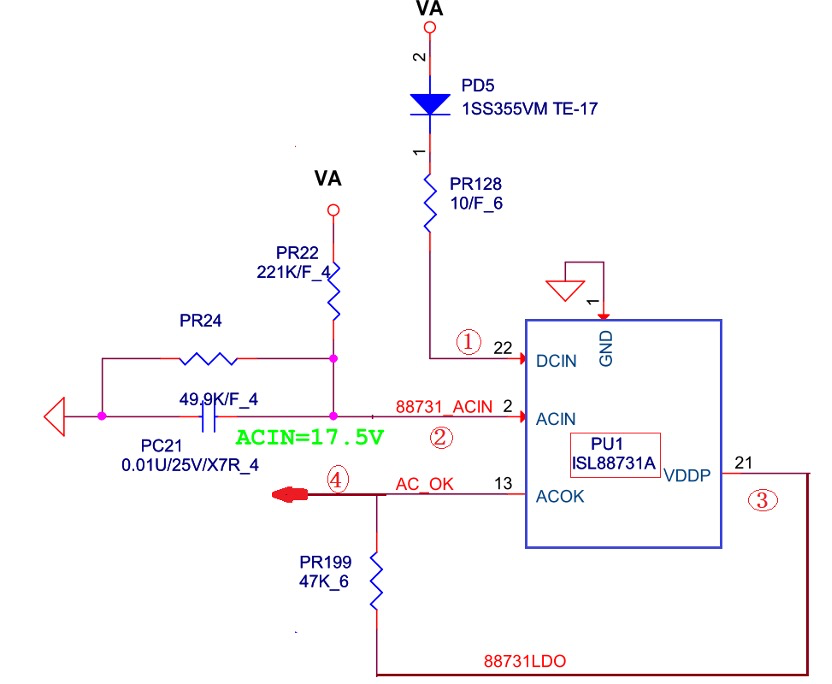 VA
2
PD5
1SS355VM TE-17
1
VA
PR128
10/F_6
PR22
221K/F_4
1
PR24
①
22
DCIN
GND
49.9K/F_4
88731_ACIN
2
ACIN
PC21
0.01U/25V/X7R_4
ACIN=17.5V
②
PU1
ISL88731A
VDDP
21
④
AC_OK
13
ACOK
③
PR199
47K_6
88731LDO